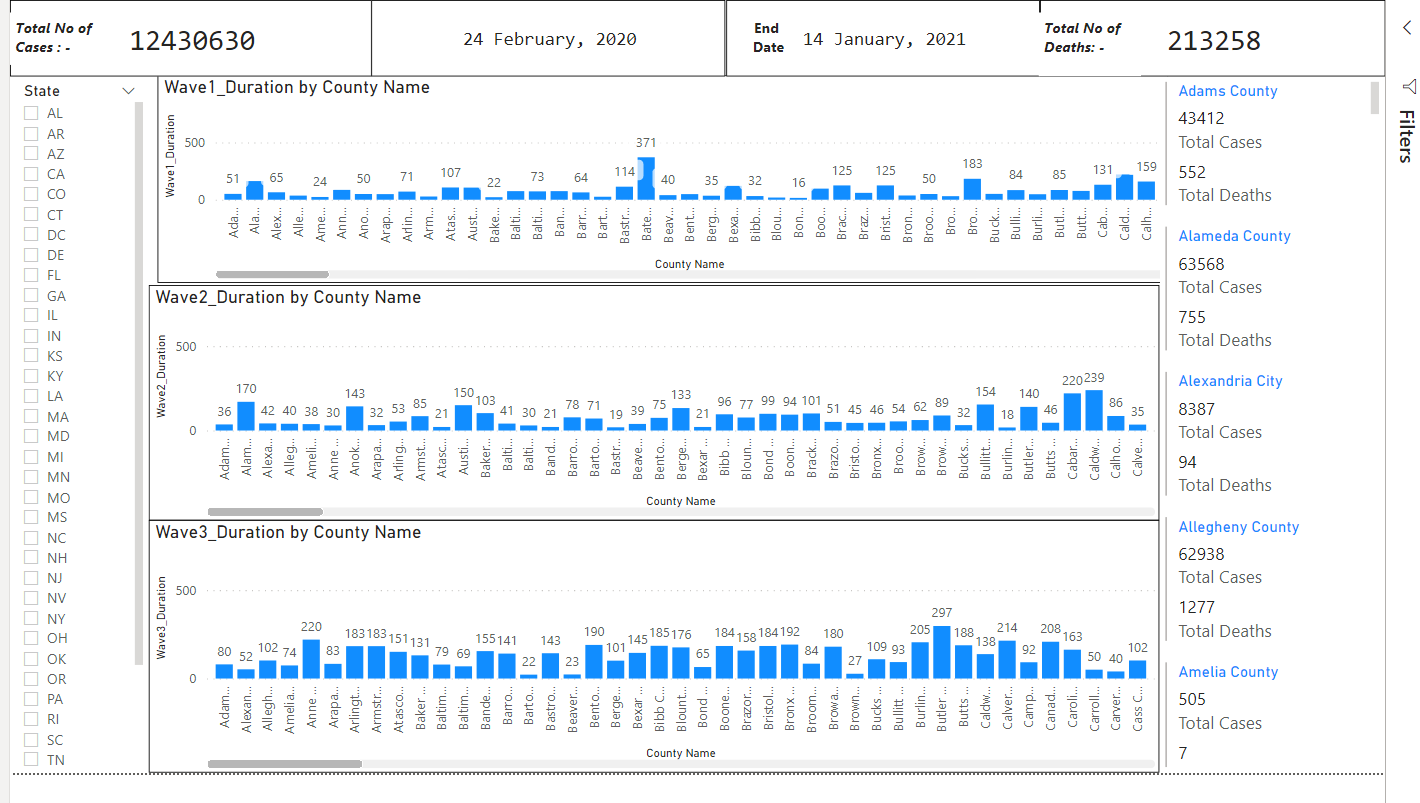 Total No of
Cases : -
12430630
24 February, 2020
End
Date
14 January, 2021
Total No of
Deaths: -
213258
Filters
State
AL
AR
AZ
CA
CO
CT
DC
DE
FL
GA
IL
IN
KS
KY
LA
MA
MD
MI
MN
MO
MS
NC
NH
NJ
NV
NY
OH
OK
OR
PA
RI
SC
TN
Wave1_Duration by County Name
Wave1_Duration
500
0
51 65 24 50 71 107 22 73 64 114 371 40 35 32 16 125 125 50 183 84 85 131 159
Ada... Ala... Alex... Alle... Ame... Ann... Ano... Arap... Arlin... Arm... Atas... Aust... Bake... Balti... Balti... Ban... Barr... Bart... Bastr... Bate... Beav... Bent... Berg... Bexa... Bibb... Blou... Bon... Boo... Brac... Braz... Brist... Bron... Broo... Bro... Bro... Buck... Bulli... Burli... Butl... Butt... Cab... Cald... Calh...
County Name
Wave2_Duration by County Name
Wave2_Duration
500
0
36 170 42 40 38 30 143 32 53 85 21 150 103 41 30 21 78 71 19 39 75 133 21 96 77 99 94 101 51 45 46 54 62 89 32 154 18 140 46 220 239 86 35
Adam... Alam... Alexa... Alleg... Ameli... Anne ... Anok... Arapa... Arling... Armst... Atasc... Austi... Baker... Balti... Balti... Band... Barro... Barto... Bastr... Beave... Bento... Berge... Bexar ... Bibb ... Bloun... Bond ... Boon... Brack... Brazo... Bristo... Bronx... Broo... Brow... Brow... Bucks... Bullitt... Burlin... Butler... Butts ... Cabar... Caldw... Calho... Calve...
County Name
Wave3_Duration by County Name
Wave3_Duration
500
0
80 52 102 74 220 83 183 183 151 131 79 69 155 141 22 143 23 190 101 145 185 176 65 184 158 184 192 84 180 27 109 93 205 297 188 138 214 92 208 163 50 40 102
Adam... Alexan... Allegh... Amelia... Anne ... Arapa... Arlingt... Armstr... Atasco... Baker ... Baltim... Baltim... Bande... Barro... Barto... Bastro... Beaver... Bento... Berge... Bexar ... Bibb C... Blount... Bond ... Boone... Brazor... Bristol... Bronx ... Broom... Browa... Brown... Bucks ... Bullitt ... Burlin... Butler ... Butts ... Caldw... Calver... Camp... Canad... Caroli... Carroll... Carver... Cass C...
County Name
Adams County
43412
Total Cases
552
Total Deaths
Alameda County
63568
Total Cases
755
Total Deaths
Alexandria City
8387
Total Cases
94
Total Deaths
Allegheny County
62938
Total Cases
1277
Total Deaths
Amelia County
505
Total Cases
7